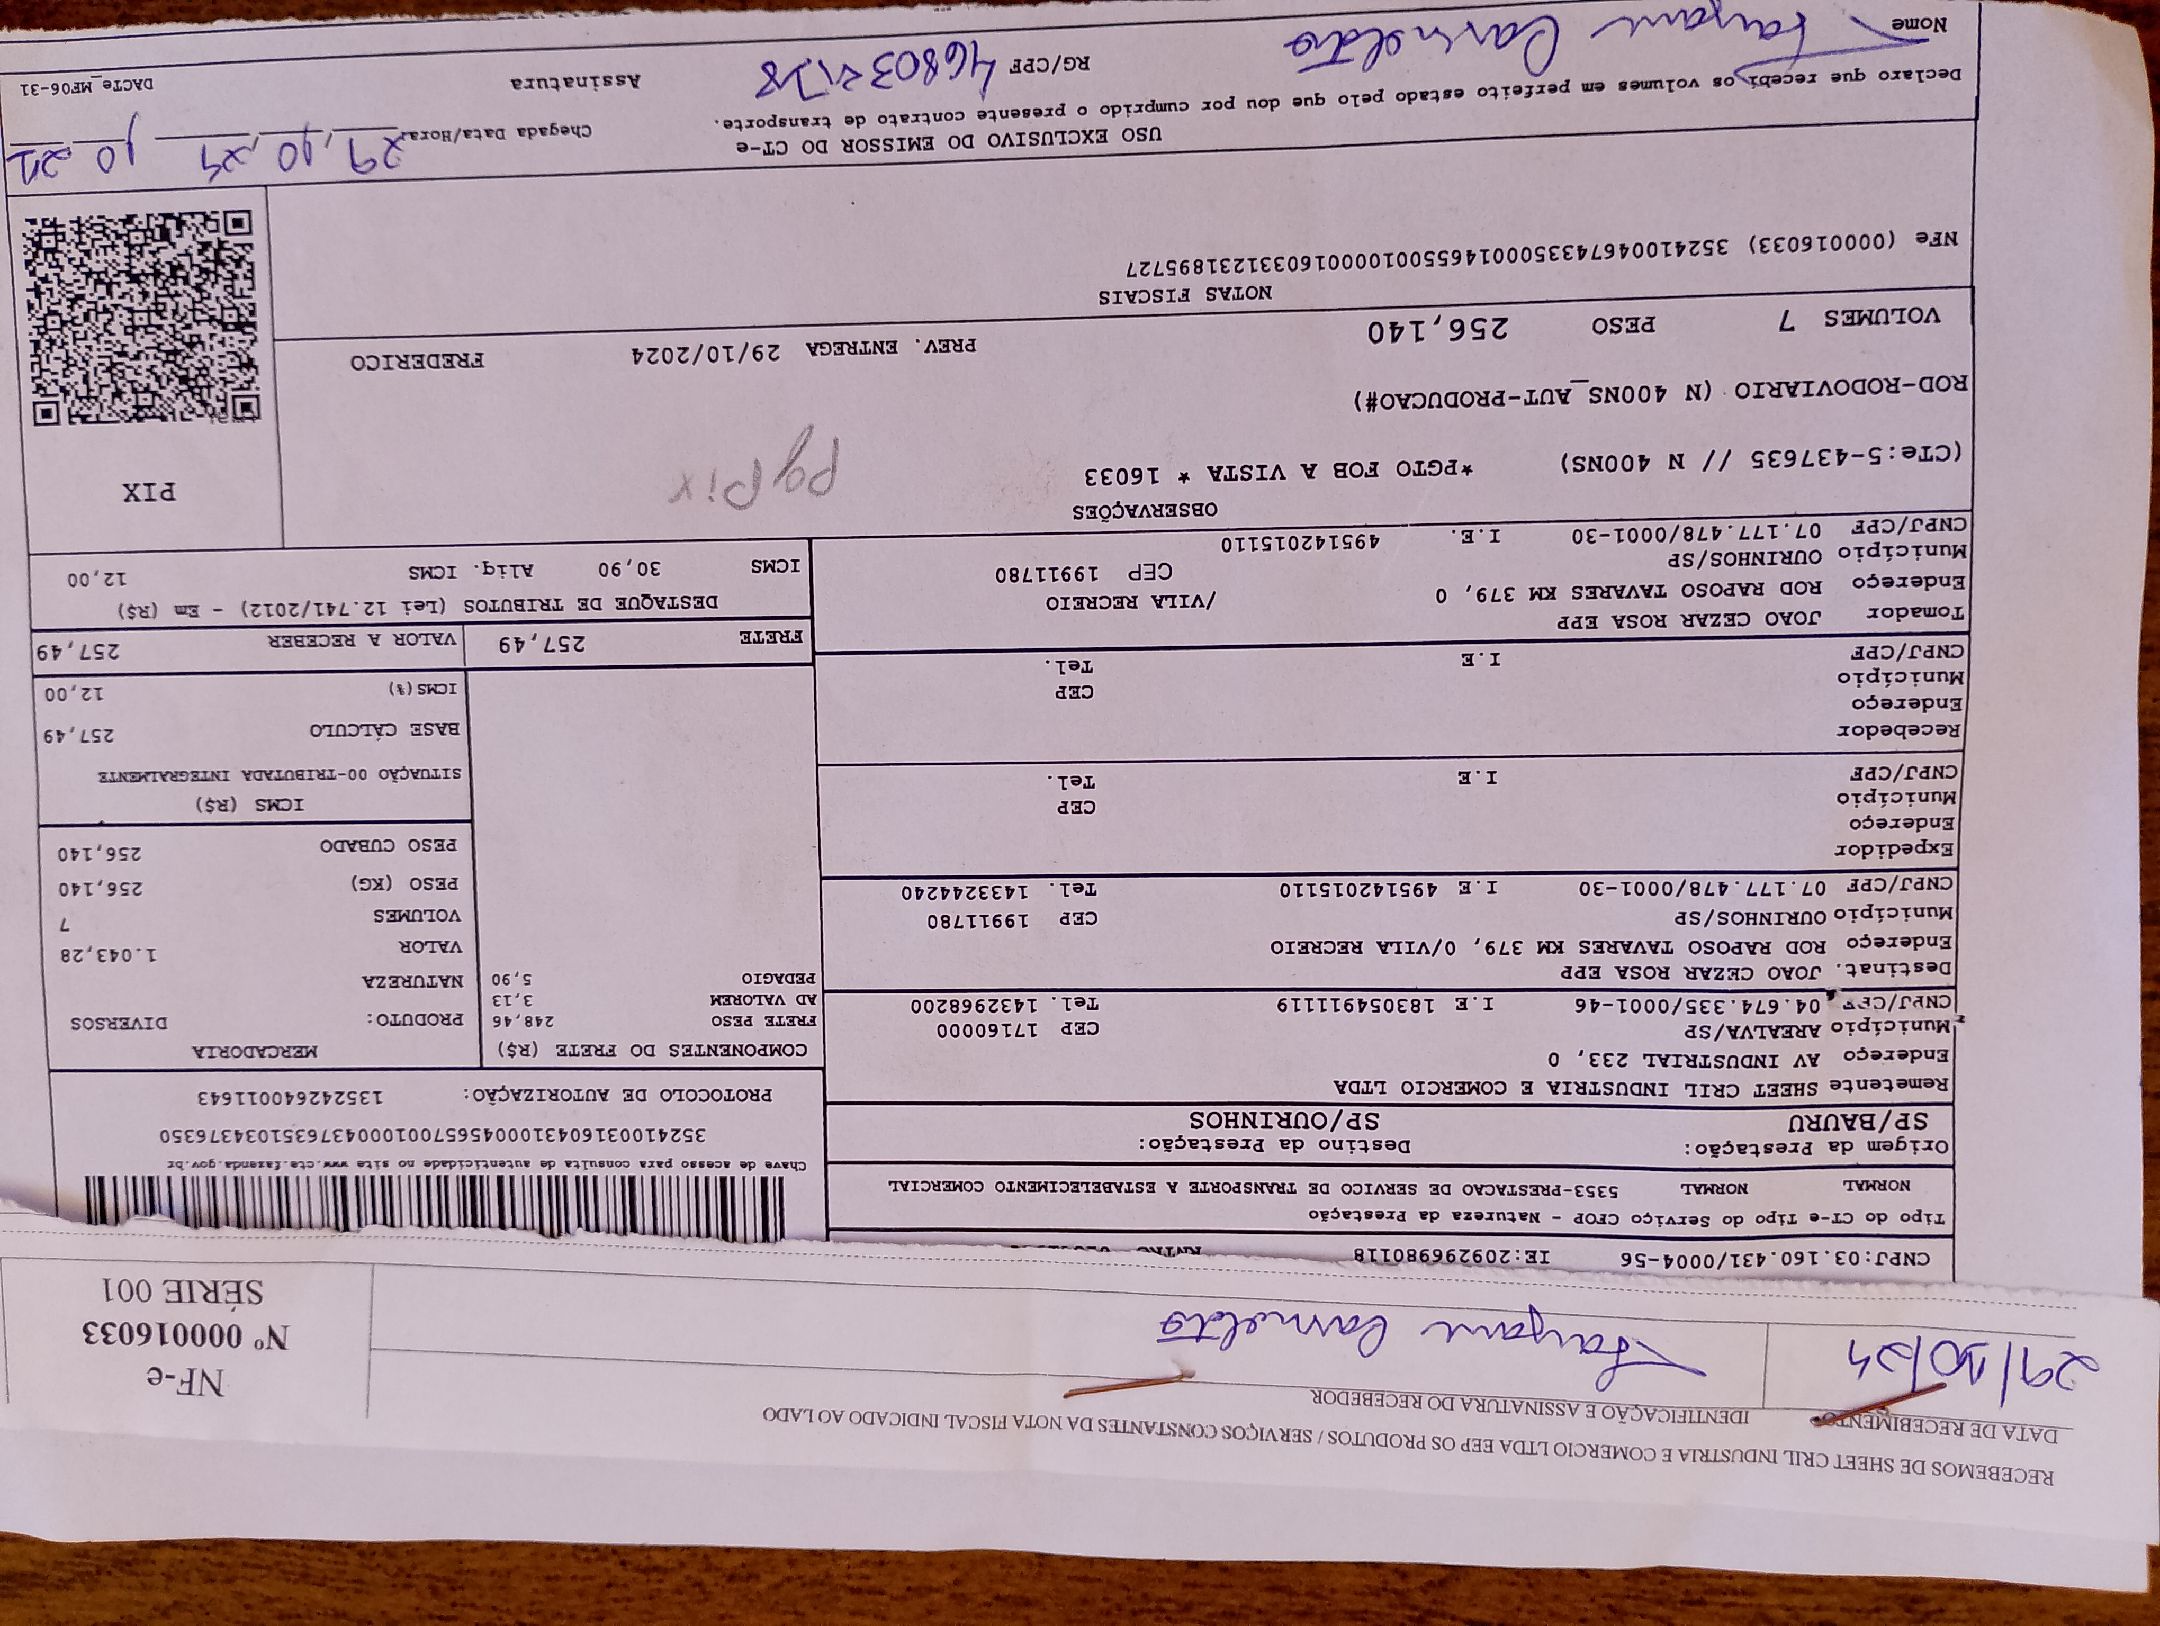 RECEBEMOS DE SHEET CRIL INDUSTRIA E COMERCIO LTDA EEP OS PRODUTOS / SERVIÇOS CONSTANTES DA NOTA FISCAL INDICADO AO LADO
DATA DE RECEBIMENTO
IDENTIFICAÇÃO E ASSINATURA DO RECEBEDOR
29/10/24
NF-e
Nº 000016033
SÉRIE 001
CNPJ:03.160.431/0004-56 IE:209296980118
Tipo do CT-e Tipo do Serviço CFOP - Natureza da Prestação
NORMAL NORMAL 5353-PRESTACAO DE SERVICO DE TRANSPORTE A ESTABELECIMENTO COMERCIAL
Origem da Prestação: Destino da Prestação:
SP/BAURU SP/OURINHOS
Chave de acesso para consulta de autenticidade no site www.cte.fazenda.gov.br
35241003160431000456570010004376351034376350
PROTOCOLO DE AUTORIZAÇÃO: 135242640011643
Remetente SHEET CRIL INDUSTRIA E COMERCIO LTDA
Endereço AV INDUSTRIAL 233, 0
Município AREALVA/SP CEP 17160000
CNPJ/CPF 04.674.335/0001-46 I.E 183054911119 Tel. 1432968200
Destinat. JOAO CEZAR ROSA EPP
Endereço ROD RAPOSO TAVARES KM 379, 0/VILA RECREIO
Município OURINHOS/SP CEP 19911780
CNPJ/CPF 07.177.478/0001-30 I.E 495142015110 Tel. 1433244240
Expedidor
Endereço
Município CEP
CNPJ/CPF I.E Tel.
Recebedor
Endereço
Município CEP
CNPJ/CPF I.E Tel.
Tomador JOAO CEZAR ROSA EPP
Endereço ROD RAPOSO TAVARES KM 379, 0 /VILA RECREIO
Município OURINHOS/SP CEP 19911780
CNPJ/CPF 07.177.478/0001-30 I.E. 495142015110
COMPONENTES DO FRETE (R$)
FRETE PESO 248,46
AD VALOREM 3,13
PEDAGIO 5,90
MERCADORIA
PRODUTO: DIVERSOS
NATUREZA
VALOR 1.043,28
VOLUMES 7
PESO (KG) 256,140
PESO CUBADO 256,140
ICMS (R$)
SITUAÇÃO 00-TRIBUTADA INTEGRALMENTE
BASE CÁLCULO 257,49
ICMS(%) 12,00
FRETE 257,49 VALOR A RECEBER 257,49
DESTAQUE DE TRIBUTOS (Lei 12.741/2012) - Em (R$)
ICMS 30,90 Aliq. ICMS 12,00
OBSERVAÇÕES
(CTe:5-437635 // N 400NS) *PGTO FOB A VISTA * 16033
pg Pix
ROD-RODOVIARIO (N 400NS_AUT-PRODUCAO#)
VOLUMES 7 PESO 256,140 PREV. ENTREGA 29/10/2024 FREDERICO
PIX
NOTAS FISCAIS
NFe (000016033) 35241004674335000146550010000160331231895727
USO EXCLUSIVO DO EMISSOR DO CT-e
Declaro que recebi os volumes em perfeito estado pelo que dou por cumprido o presente contrato de transporte.
Chegada Data/Hora: 29, 10, 24 10 22
Nome
RG/CPF
Assinatura
DACTe_MF06-31